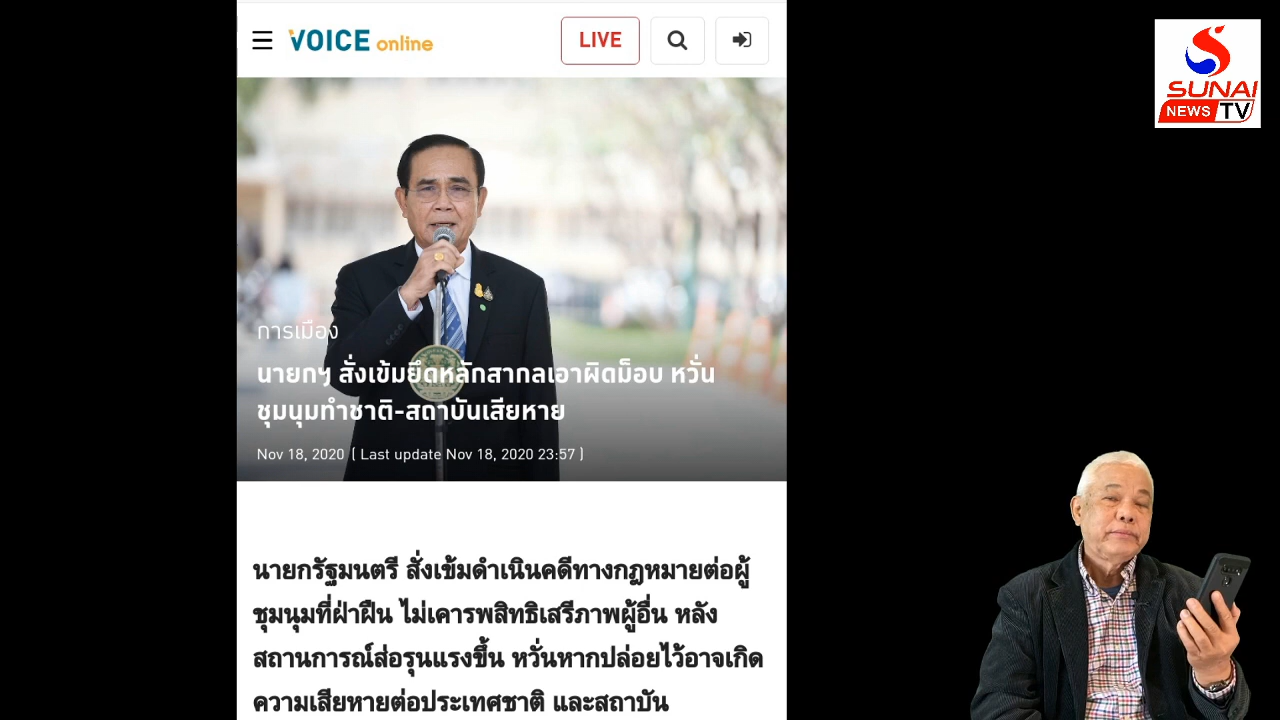 VOICE online
LIVE
SUNAI
NEWS TV
การเมือง
นายกฯ สั่งเข้มยึดหลักสากลเอาผิดม็อบ หวั่น
ชุมนุมทำชาติ-สถาบันเสียหาย
Nov 18, 2020 ( Last update Nov 18, 2020 23:57 )
นายกรัฐมนตรี สั่งเข้มดำเนินคดีทางกฎหมายต่อผู้
ชุมนุมที่ฝ่าฝืน ไม่เคารพสิทธิเสรีภาพผู้อื่น หลัง
สถานการณ์ส่อรุนแรงขึ้น หวั่นหากปล่อยไว้อาจเกิด
ความเสียหายต่อประเทศชาติ และสถาบัน